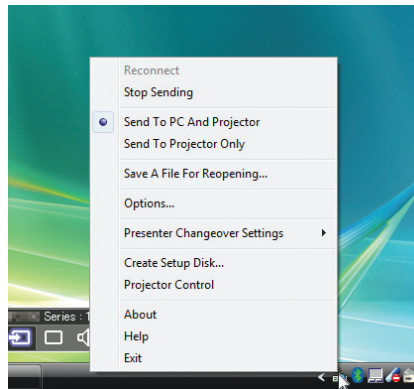 Reconnect
Stop Sending
Send To PC And Projector
Send To Projector Only
Save A File For Reopening...
Options...
Presenter Changeover Settings
Create Setup Disk...
Projector Control
Series :
About
Help
Exit